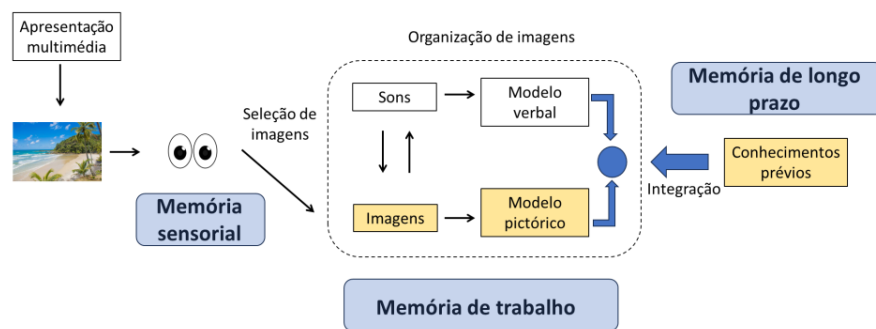 Apresentação
multimédia
Organização de imagens
Seleção de
imagens
Sons
Modelo
verbal
Memória de longo
prazo
Conhecimentos
prévios
Integração
Memória
sensorial
Imagens
Modelo
pictórico
Memória de trabalho